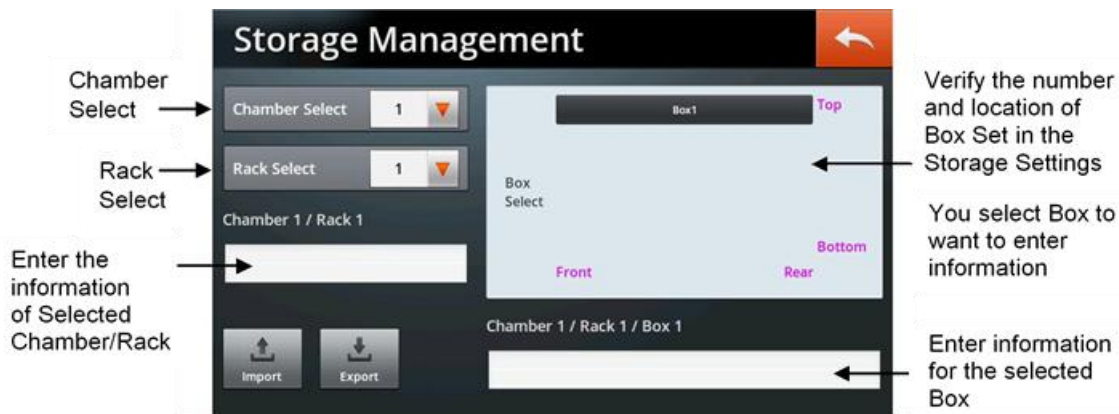 Storage Management
Chamber
Select
Chamber Select 1
Rack
Select
Rack Select 1
Chamber 1 / Rack 1
Enter the
information
of Selected
Chamber/Rack
Import
Export
Box1
Top
Box
Select
Bottom
Front
Rear
Chamber 1 / Rack 1 / Box 1
Verify the number
and location of
Box Set in the
Storage Settings
You select Box to
want to enter
information
Enter information
for the selected
Box